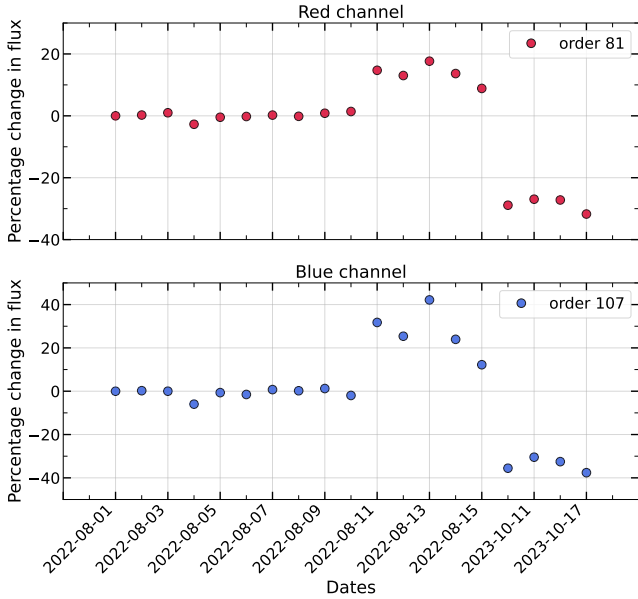 Red channel
order 81
Percentage change in flux
20
0
−20
−40
Blue channel
order 107
Percentage change in flux
40
20
0
−20
−40
2022-08-01
2022-08-03
2022-08-05
2022-08-07
2022-08-09
2022-08-11
2022-08-13
2022-08-15
2023-10-11
2023-10-17
Dates